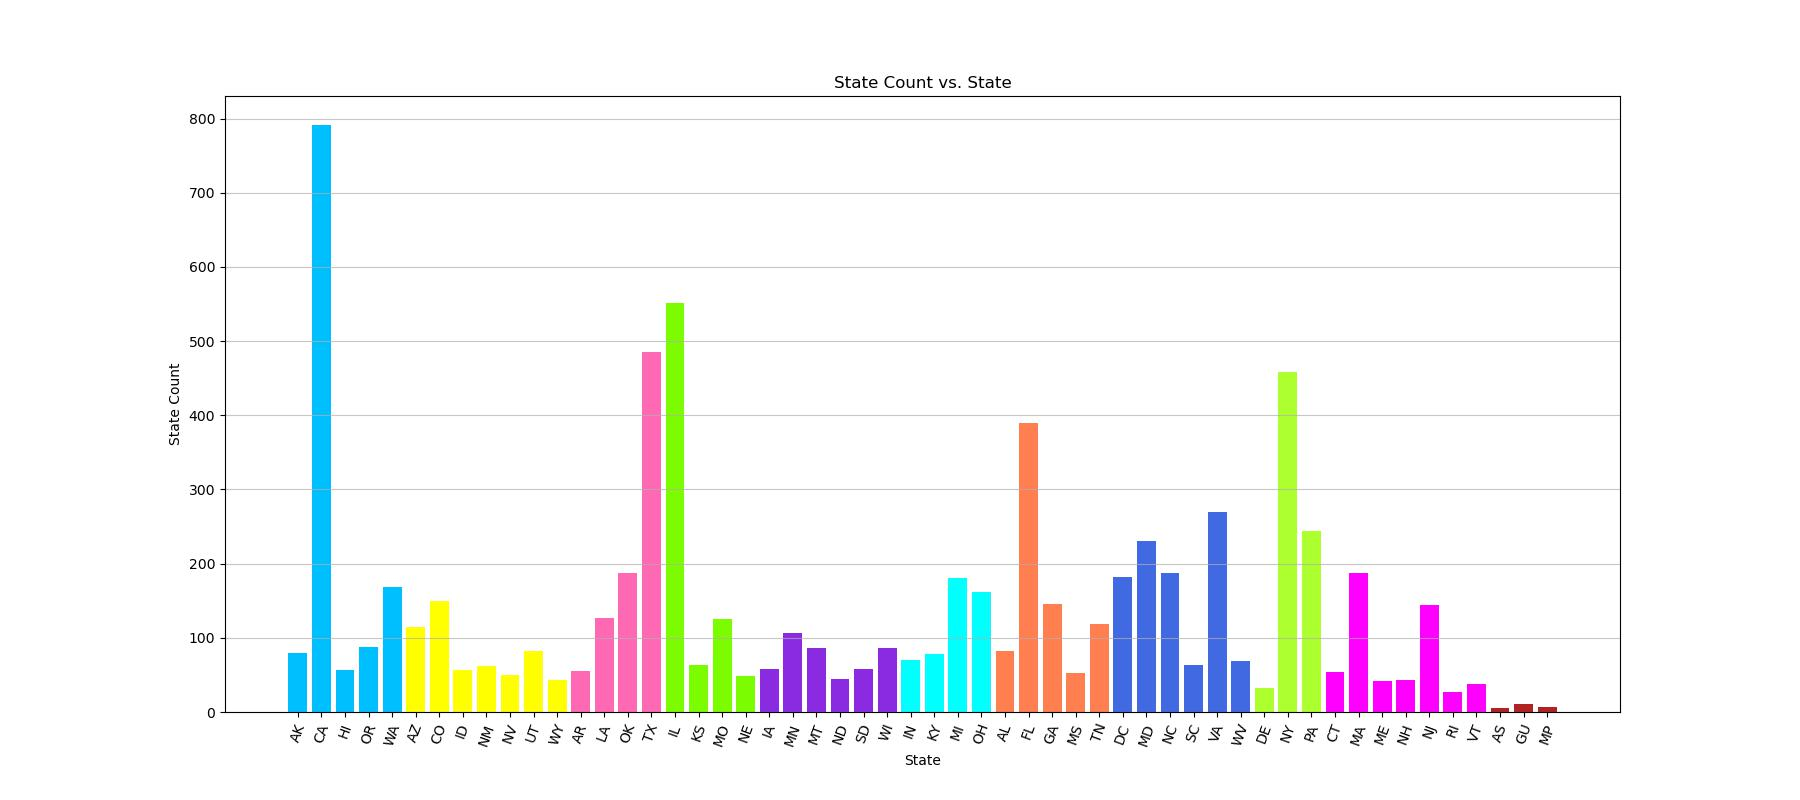 State Count vs. State
800
700
600
500
400
300
200
100
0
State Count
AK CA HI OR WA AZ CO ID NM NV UT WY AR LA OK TX IL KS MO NE IA MN MT ND SD WI IN KY MI OH AL FL GA MS TN DC MD NC SC VA WV DE NY PA CT MA ME NH NJ RI VT AS GU MP
State